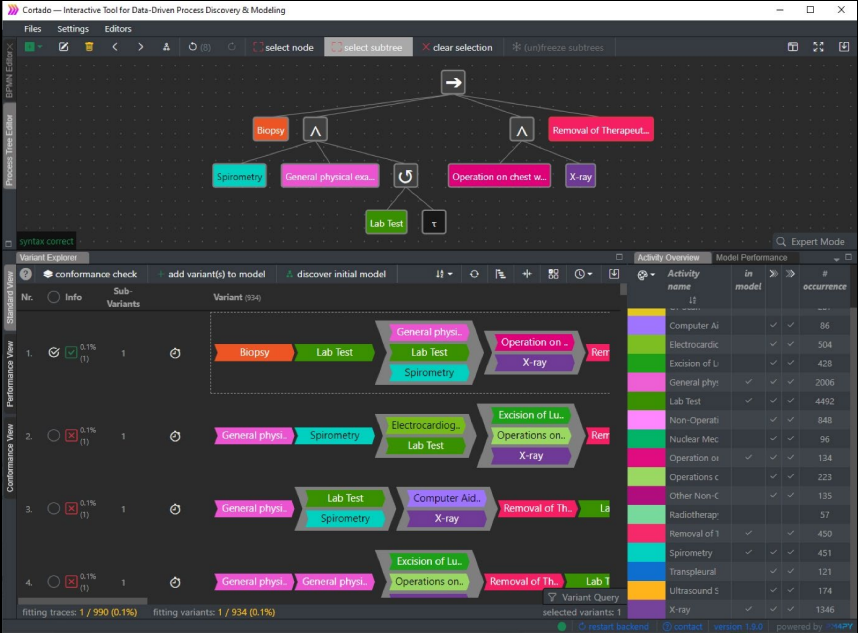 Cortado — Interactive Tool for Data-Driven Process Discovery & Modeling
Files Settings Editors
(8) select node select subtree clear selection (un)freeze subtrees
BPMN Editor
Process Tree Editor
Biopsy
Removal of Therapeut...
Spirometry
General physical exa...
Operation on chest w...
X-ray
Lab Test
τ
syntax correct
Expert Mode
Variant Explorer
conformance check add variant(s) to model discover initial model
Standard View
Performance View
Conformance View
Nr. Info Sub-Variants Variant (934)
1. 0.1% (1) 1
Biopsy
Lab Test
General physi..
Lab Test
Spirometry
Operation on ..
X-ray
Rem
2. 0.1% (1) 1
General physi..
Spirometry
Electrocardiog..
Lab Test
Excision of Lu..
Operations on..
X-ray
Rem
3. 0.1% (1) 1
General physi..
Lab Test
Spirometry
Computer Aid..
X-ray
Removal of Th..
La
4. 0.1% (1) 1
General physi..
General physi..
Excision of Lu..
Operations on..
Removal of Th..
Lab T
Variant Query
fitting traces: 1 / 990 (0.1%) fitting variants: 1 / 934 (0.1%) selected variants: 1
Activity Overview Model Performance
Activity name in model # occurrence
Computer Ai 86
Electrocardic 504
Excision of Lu 428
General phys 2006
Lab Test 4492
Non-Operati 848
Nuclear Mec 96
Operation or 134
Operations c 223
Other Non-C 135
Radiotherap 57
Removal of T 450
Spirometry 451
Transpleural 121
Ultrasound S 174
X-ray 1346
restart backend contact version 1.0.0 powered by PM4PY